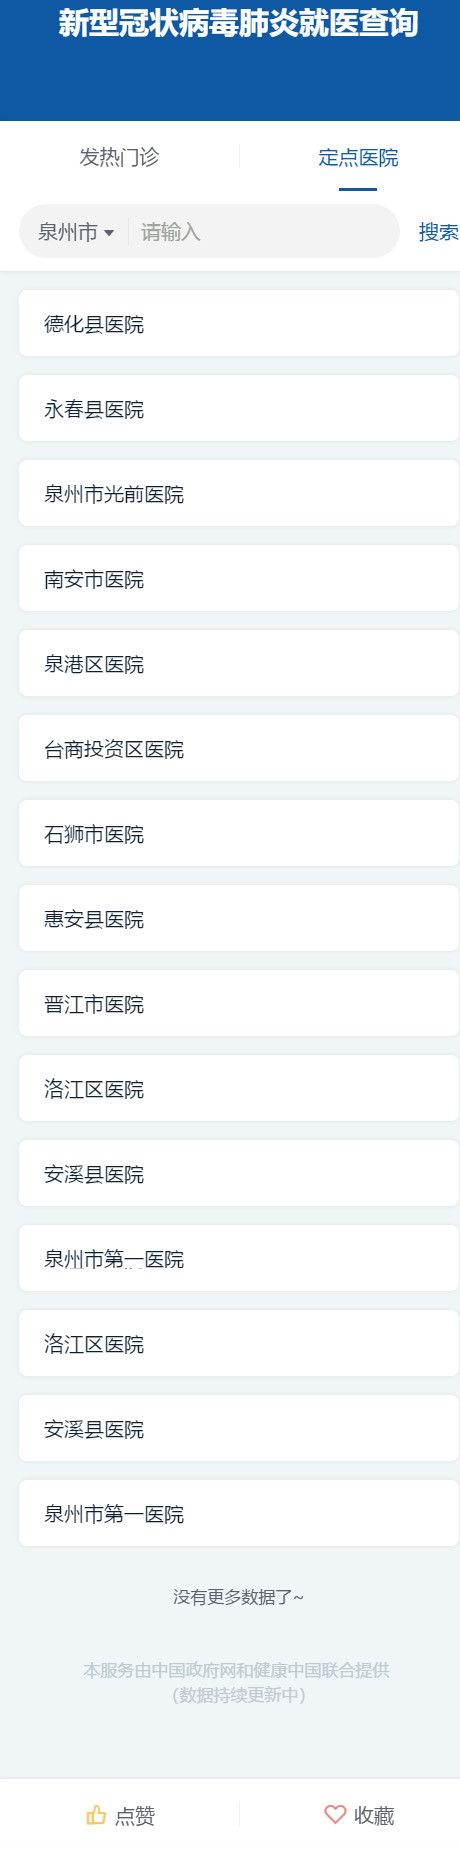 新型冠状病毒肺炎就医查询
发热门诊 定点医院
泉州市 请输入 搜索
德化县医院
永春县医院
泉州市光前医院
南安市医院
泉港区医院
台商投资区医院
石狮市医院
惠安县医院
晋江市医院
洛江区医院
安溪县医院
泉州市第一医院
洛江区医院
安溪县医院
泉州市第一医院
没有更多数据了~
本服务由中国政府网和健康中国联合提供
（数据持续更新中）
点赞 收藏